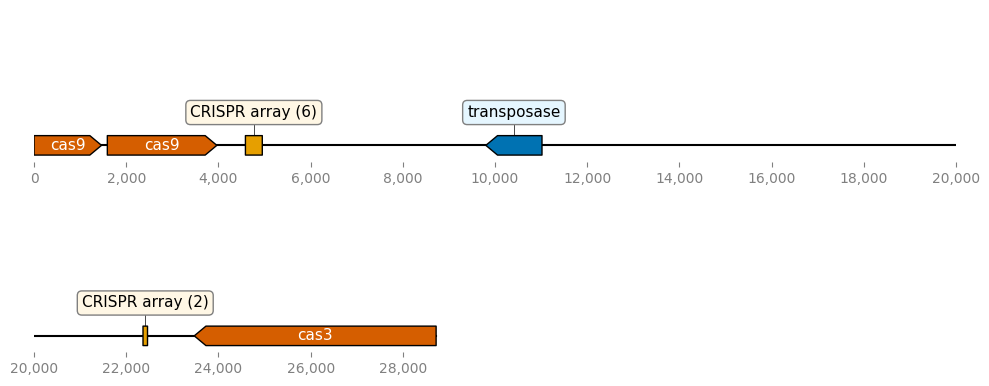 CRISPR array (6) transposase
cas9 cas9
0 2,000 4,000 6,000 8,000 10,000 12,000 14,000 16,000 18,000 20,000
CRISPR array (2)
cas3
20,000 22,000 24,000 26,000 28,000